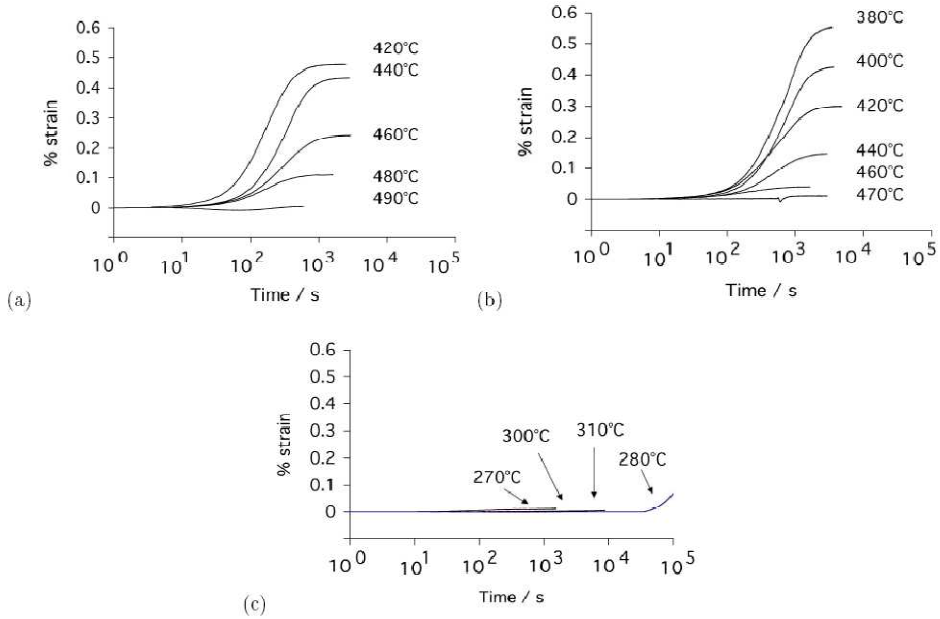 0.6
0.5
0.4
0.3
0.2
0.1
0
% strain
420°C
440°C
460°C
480°C
490°C
10^0 10^1 10^2 10^3 10^4 10^5
Time / s
(a)
0.6
0.5
0.4
0.3
0.2
0.1
0
% strain
380°C
400°C
420°C
440°C
460°C
470°C
10^0 10^1 10^2 10^3 10^4 10^5
Time / s
(b)
0.6
0.5
0.4
0.3
0.2
0.1
0
% strain
270°C
300°C
310°C
280°C
10^0 10^1 10^2 10^3 10^4 10^5
Time / s
(c)